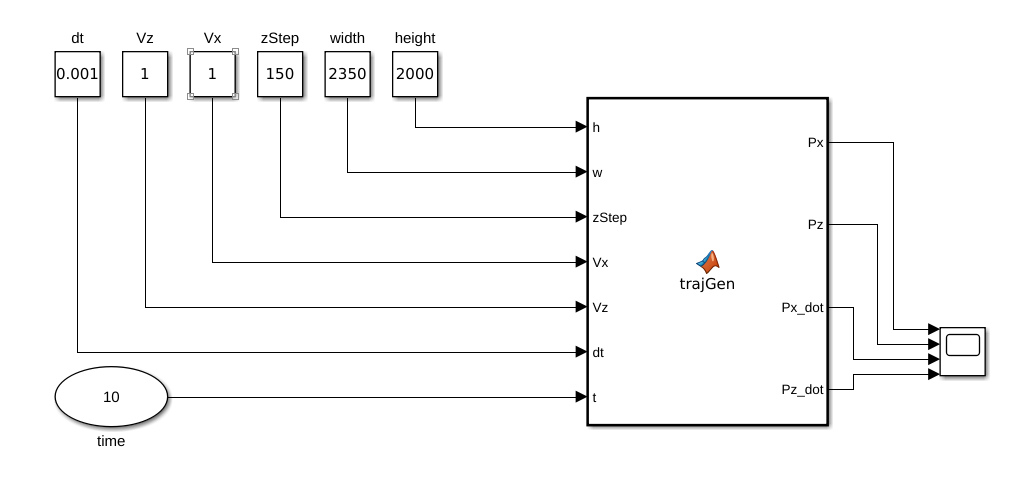 dt Vz Vx zStep width height
0.001 1 1 150 2350 2000
h
Px
w
zStep
Pz
Vx
trajGen
Vz
Px_dot
dt
Pz_dot
10
t
time